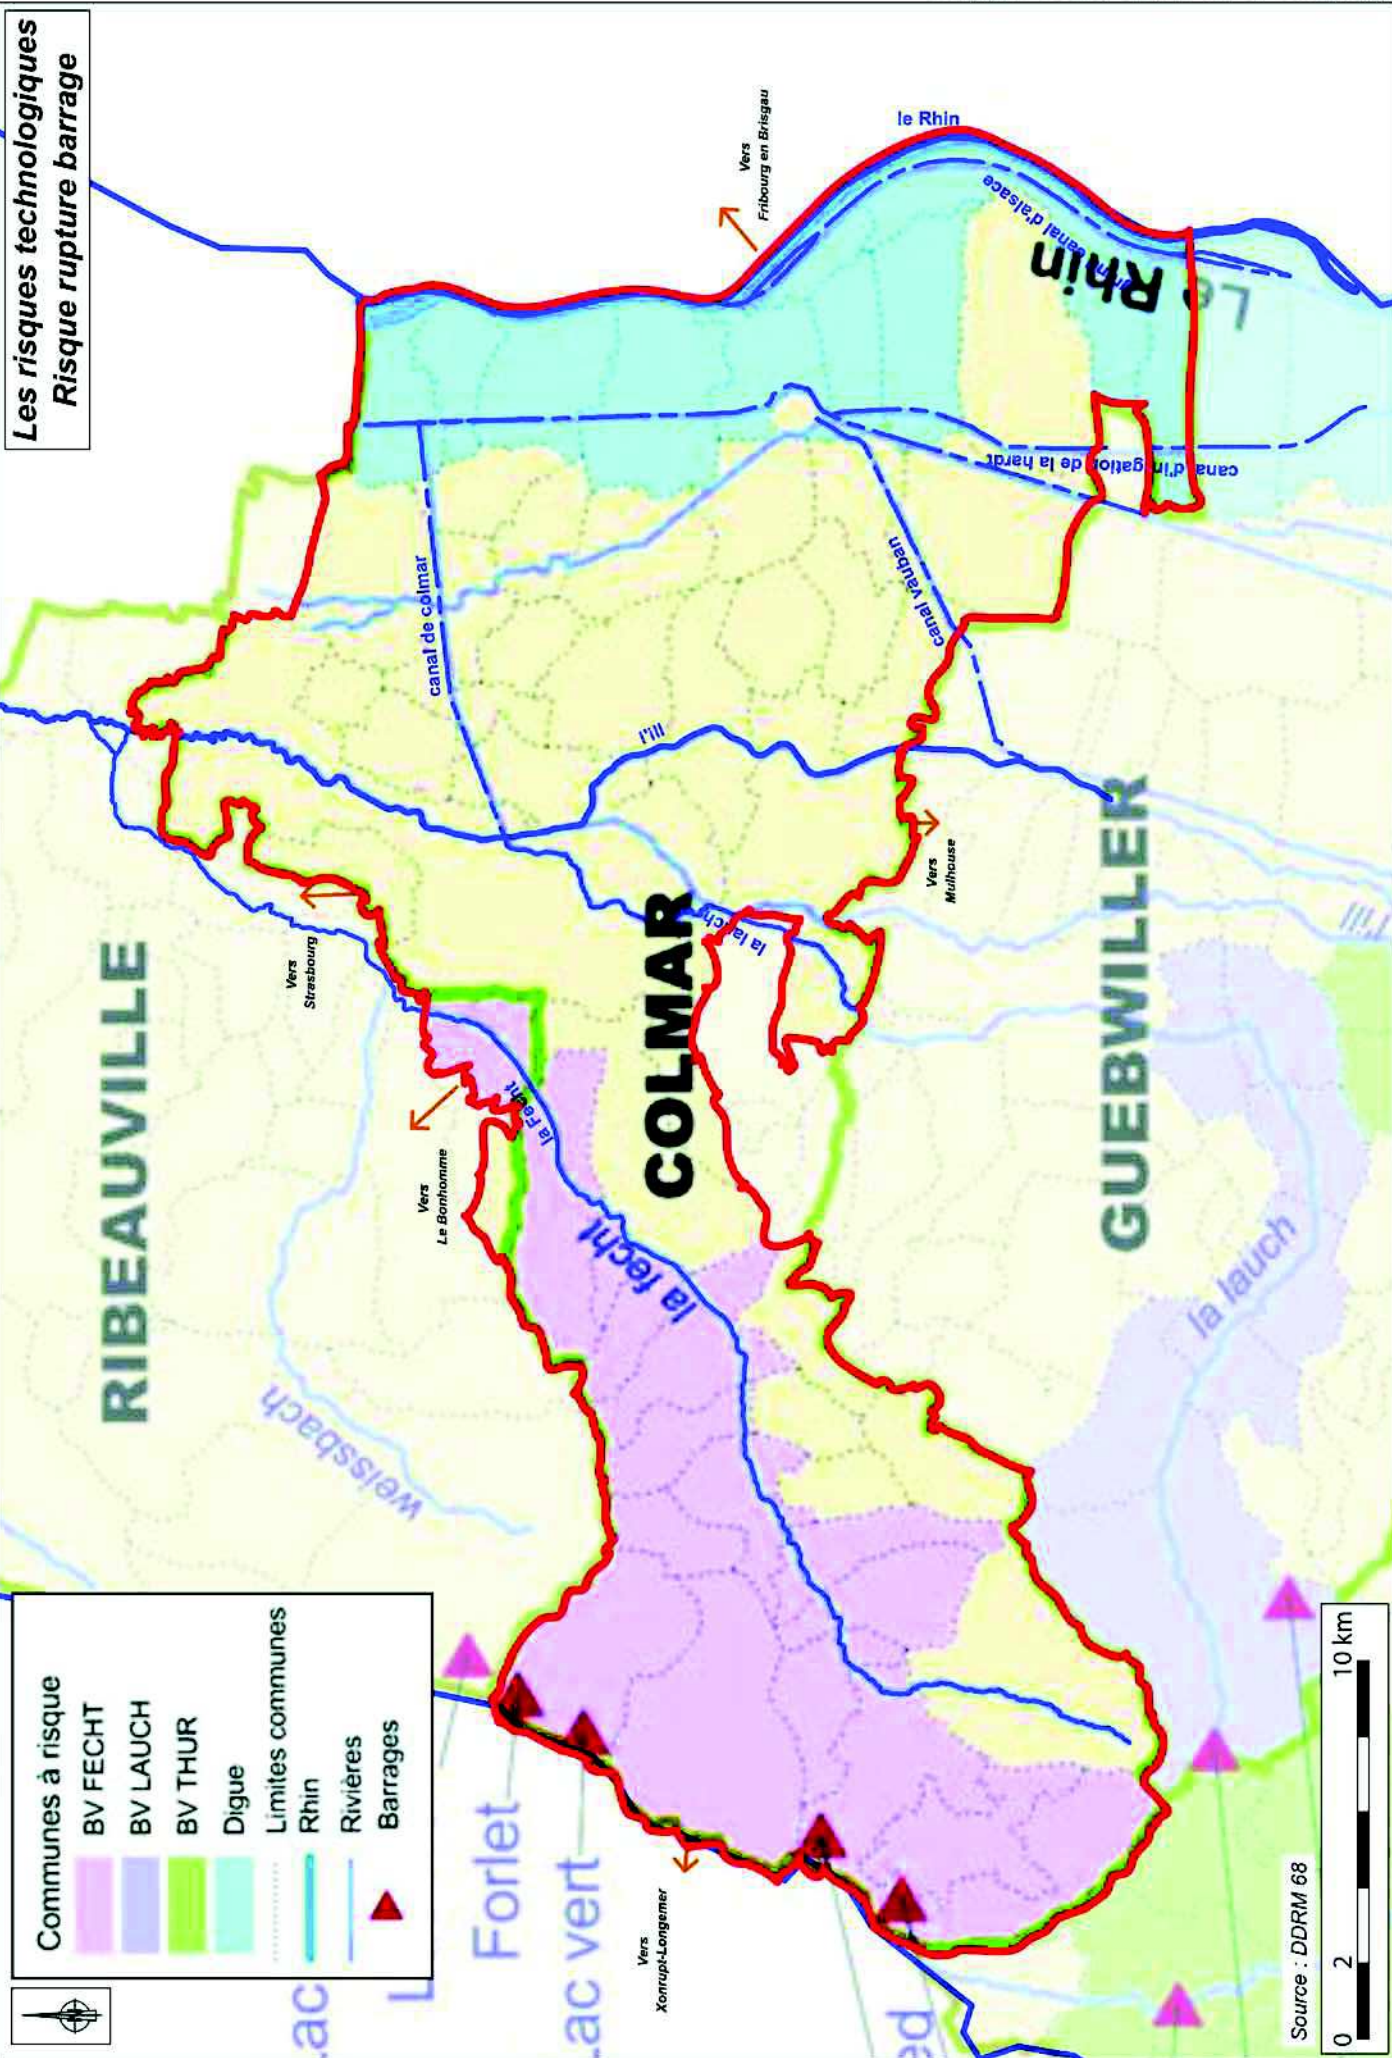 Les risques technologiques
Risque rupture barrage
Communes à risque
BV FECHT
BV LAUCH
BV THUR
Digue
Limites communes
Rhin
Rivières
Barrages
RIBEAUVILLE
COLMAR
GUEBWILLER
weissbach
Vers
Strasbourg
Vers
Le Bonhomme
Vers
Fribourg en Brisgau
Vers
Mulhouse
Vers
Xonrupt-Longemer
Forlet
Lac vert
Lac
la Fecht
la fecht
la lauch
la lauch
l'ill
l'ill
canal de colmar
canal vauban
canal d'irrigation de la hardt
grand canal d'alsace
le Rhin
Le Rhin
Source : DDRM 68
0 2 10 km